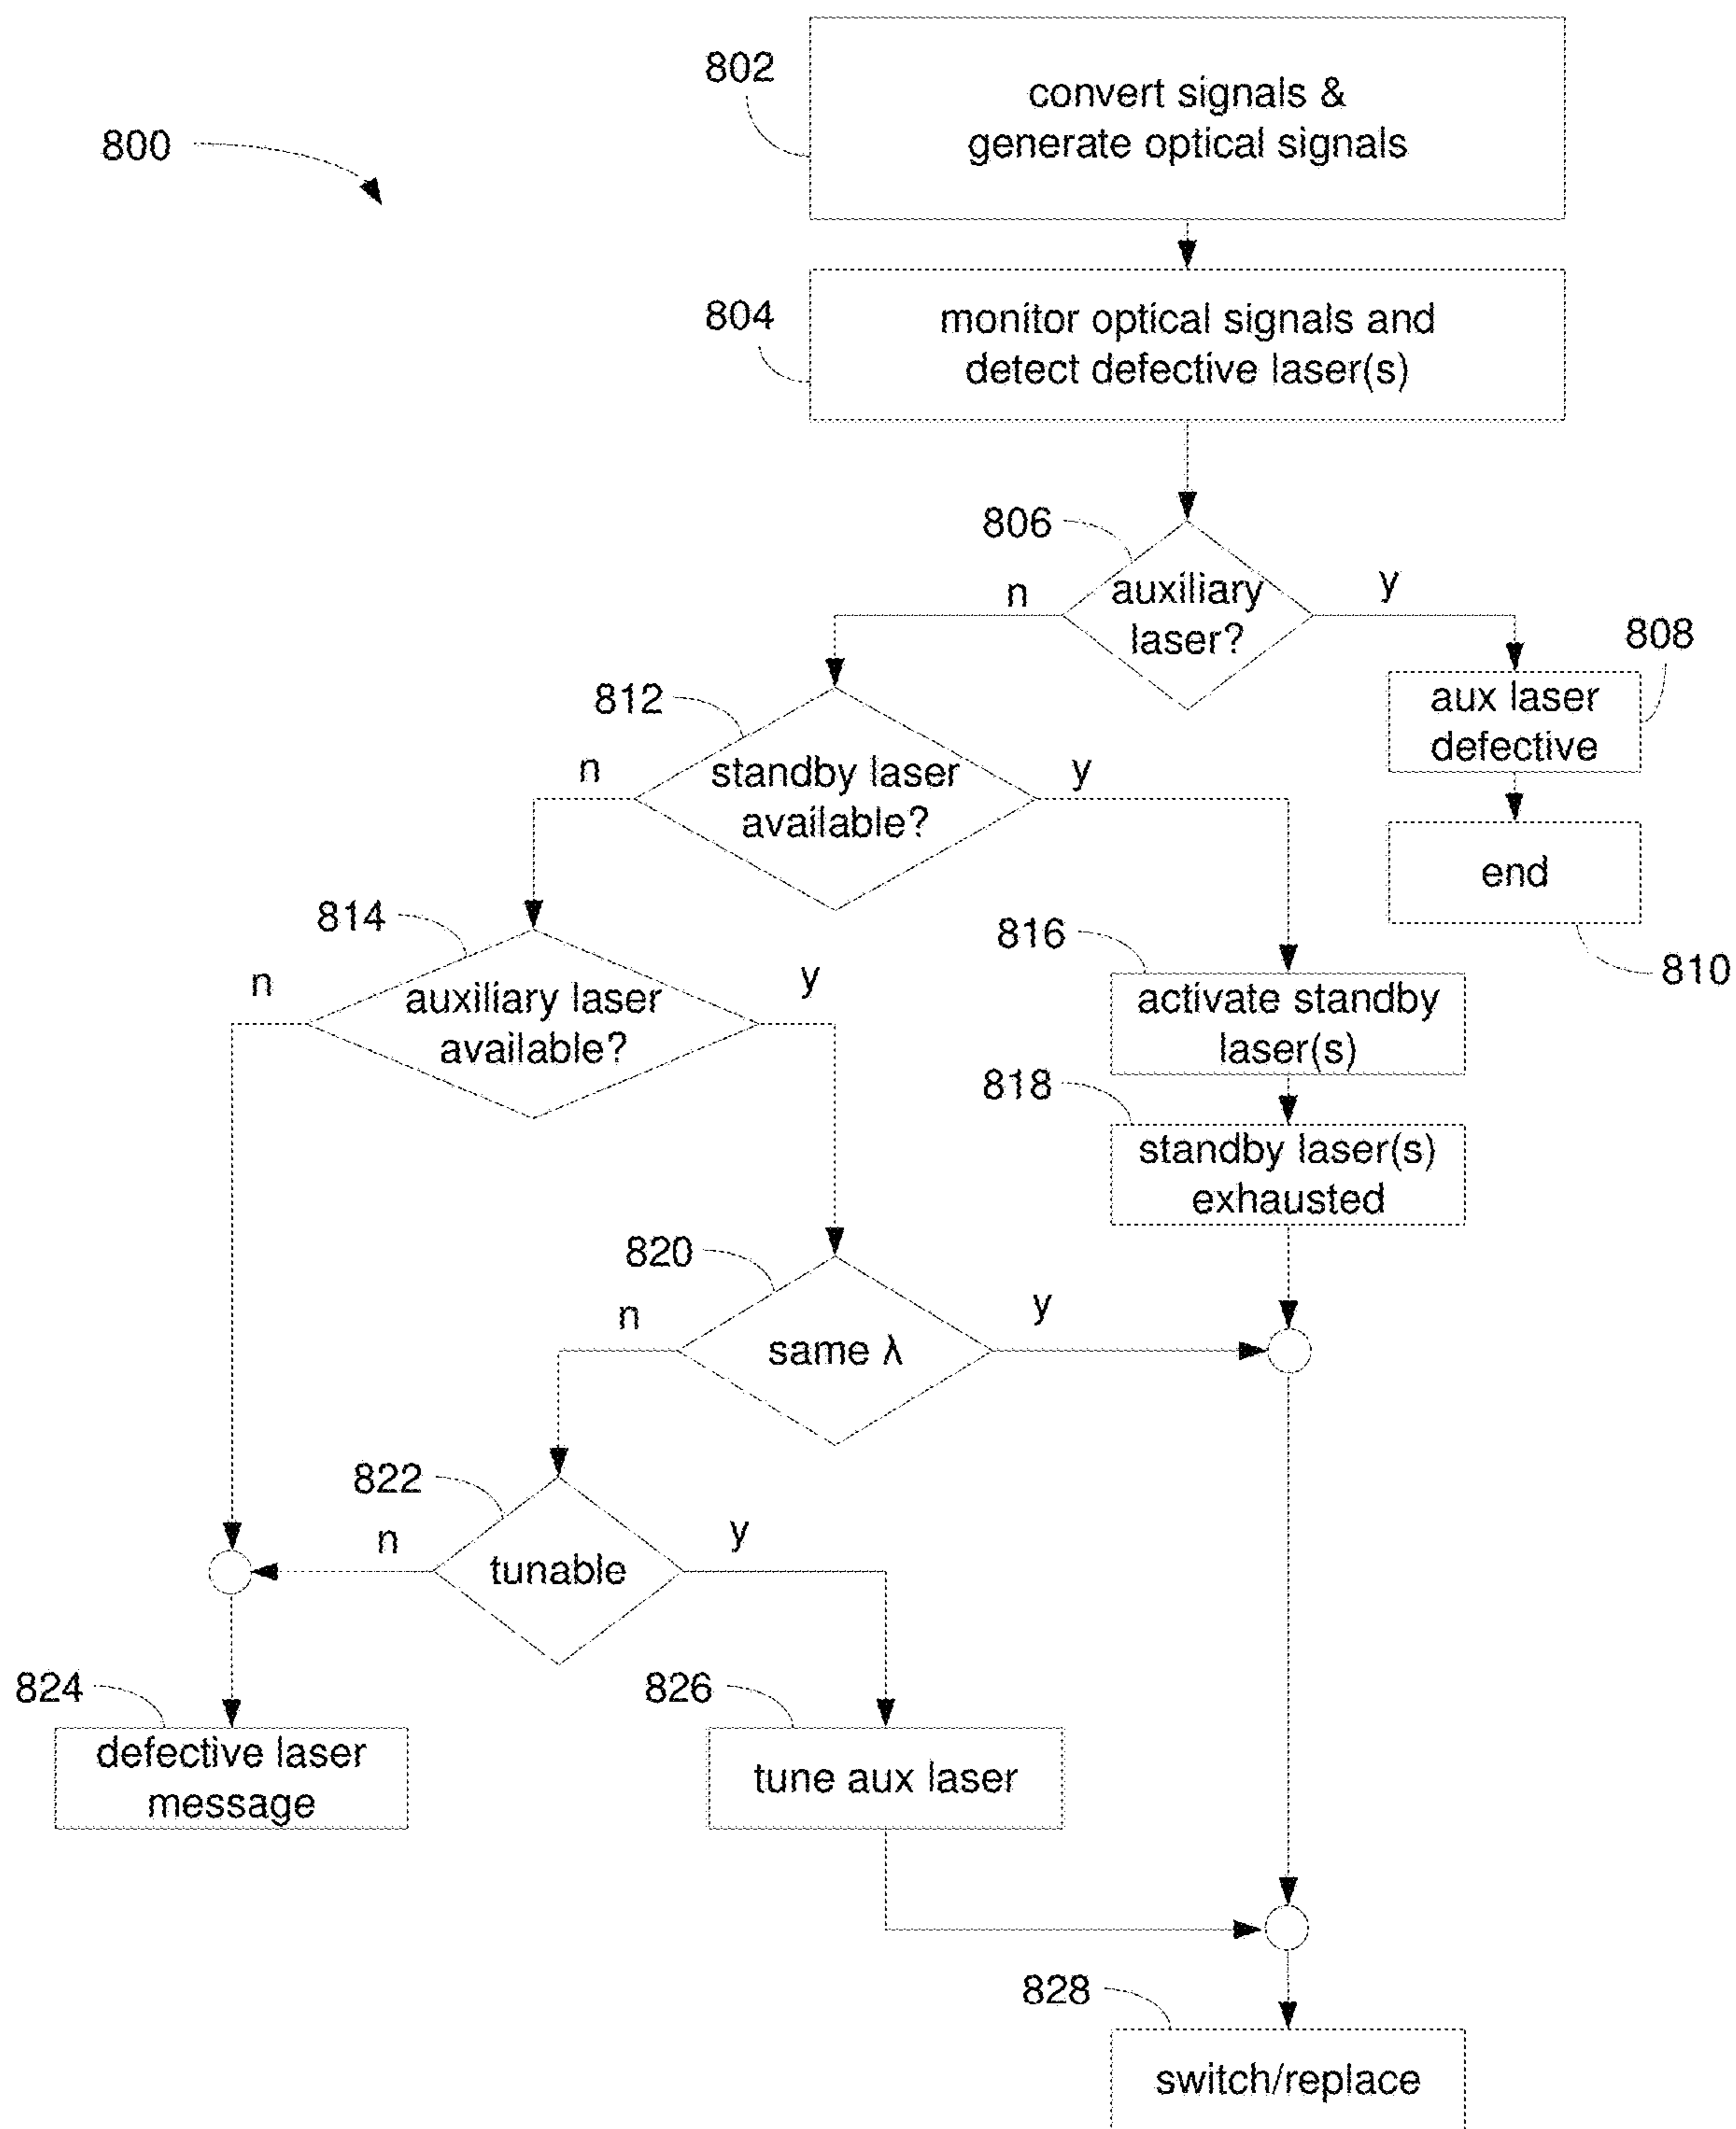 802
convert signals &
generate optical signals
800
804
monitor optical signals and
detect defective laser(s)
806
auxiliary
laser?
n
y
808
aux laser
defective
812
standby laser
available?
n
y
end
810
814
auxiliary laser
available?
n
y
816
activate standby
laser(s)
818
standby laser(s)
exhausted
820
same λ
n
y
822
tunable
n
y
824
defective laser
message
826
tune aux laser
828
switch/replace